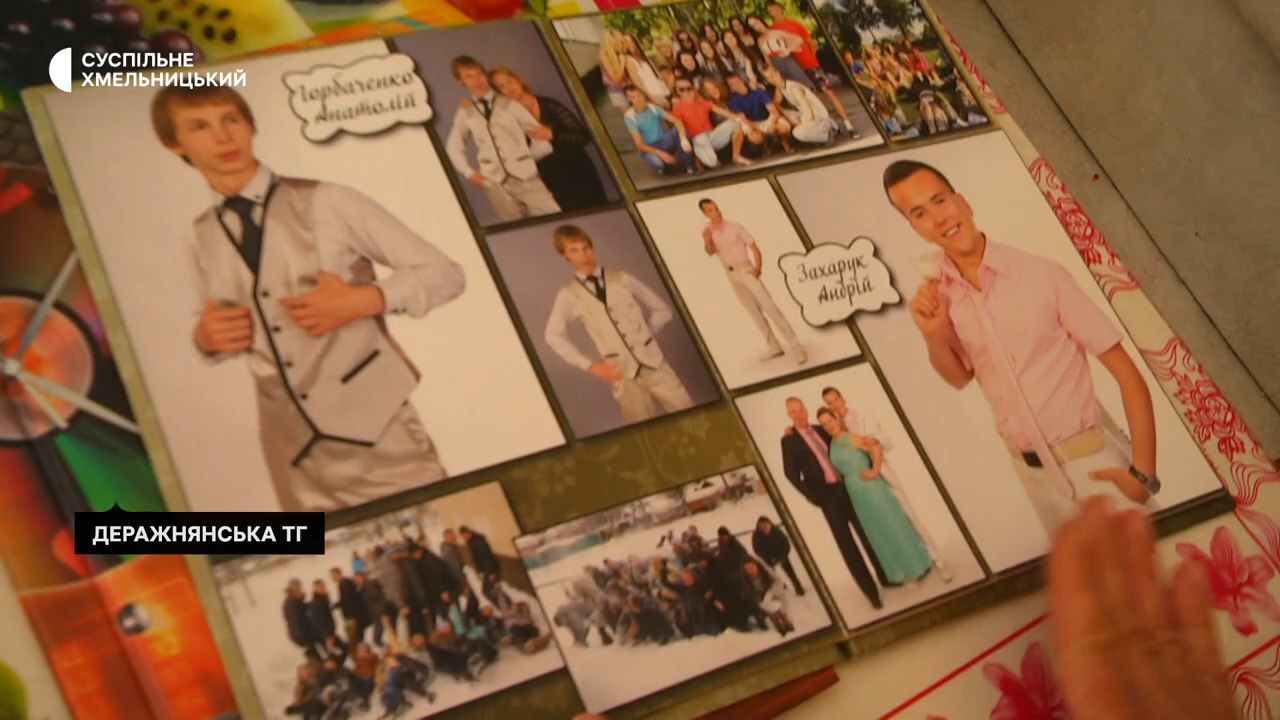 СУСПІЛЬНЕ
ХМЕЛЬНИЦЬКИЙ
Горбаченко
Анатолій
Захарук
Андрій
ДЕРАЖНЯНСЬКА ТГ